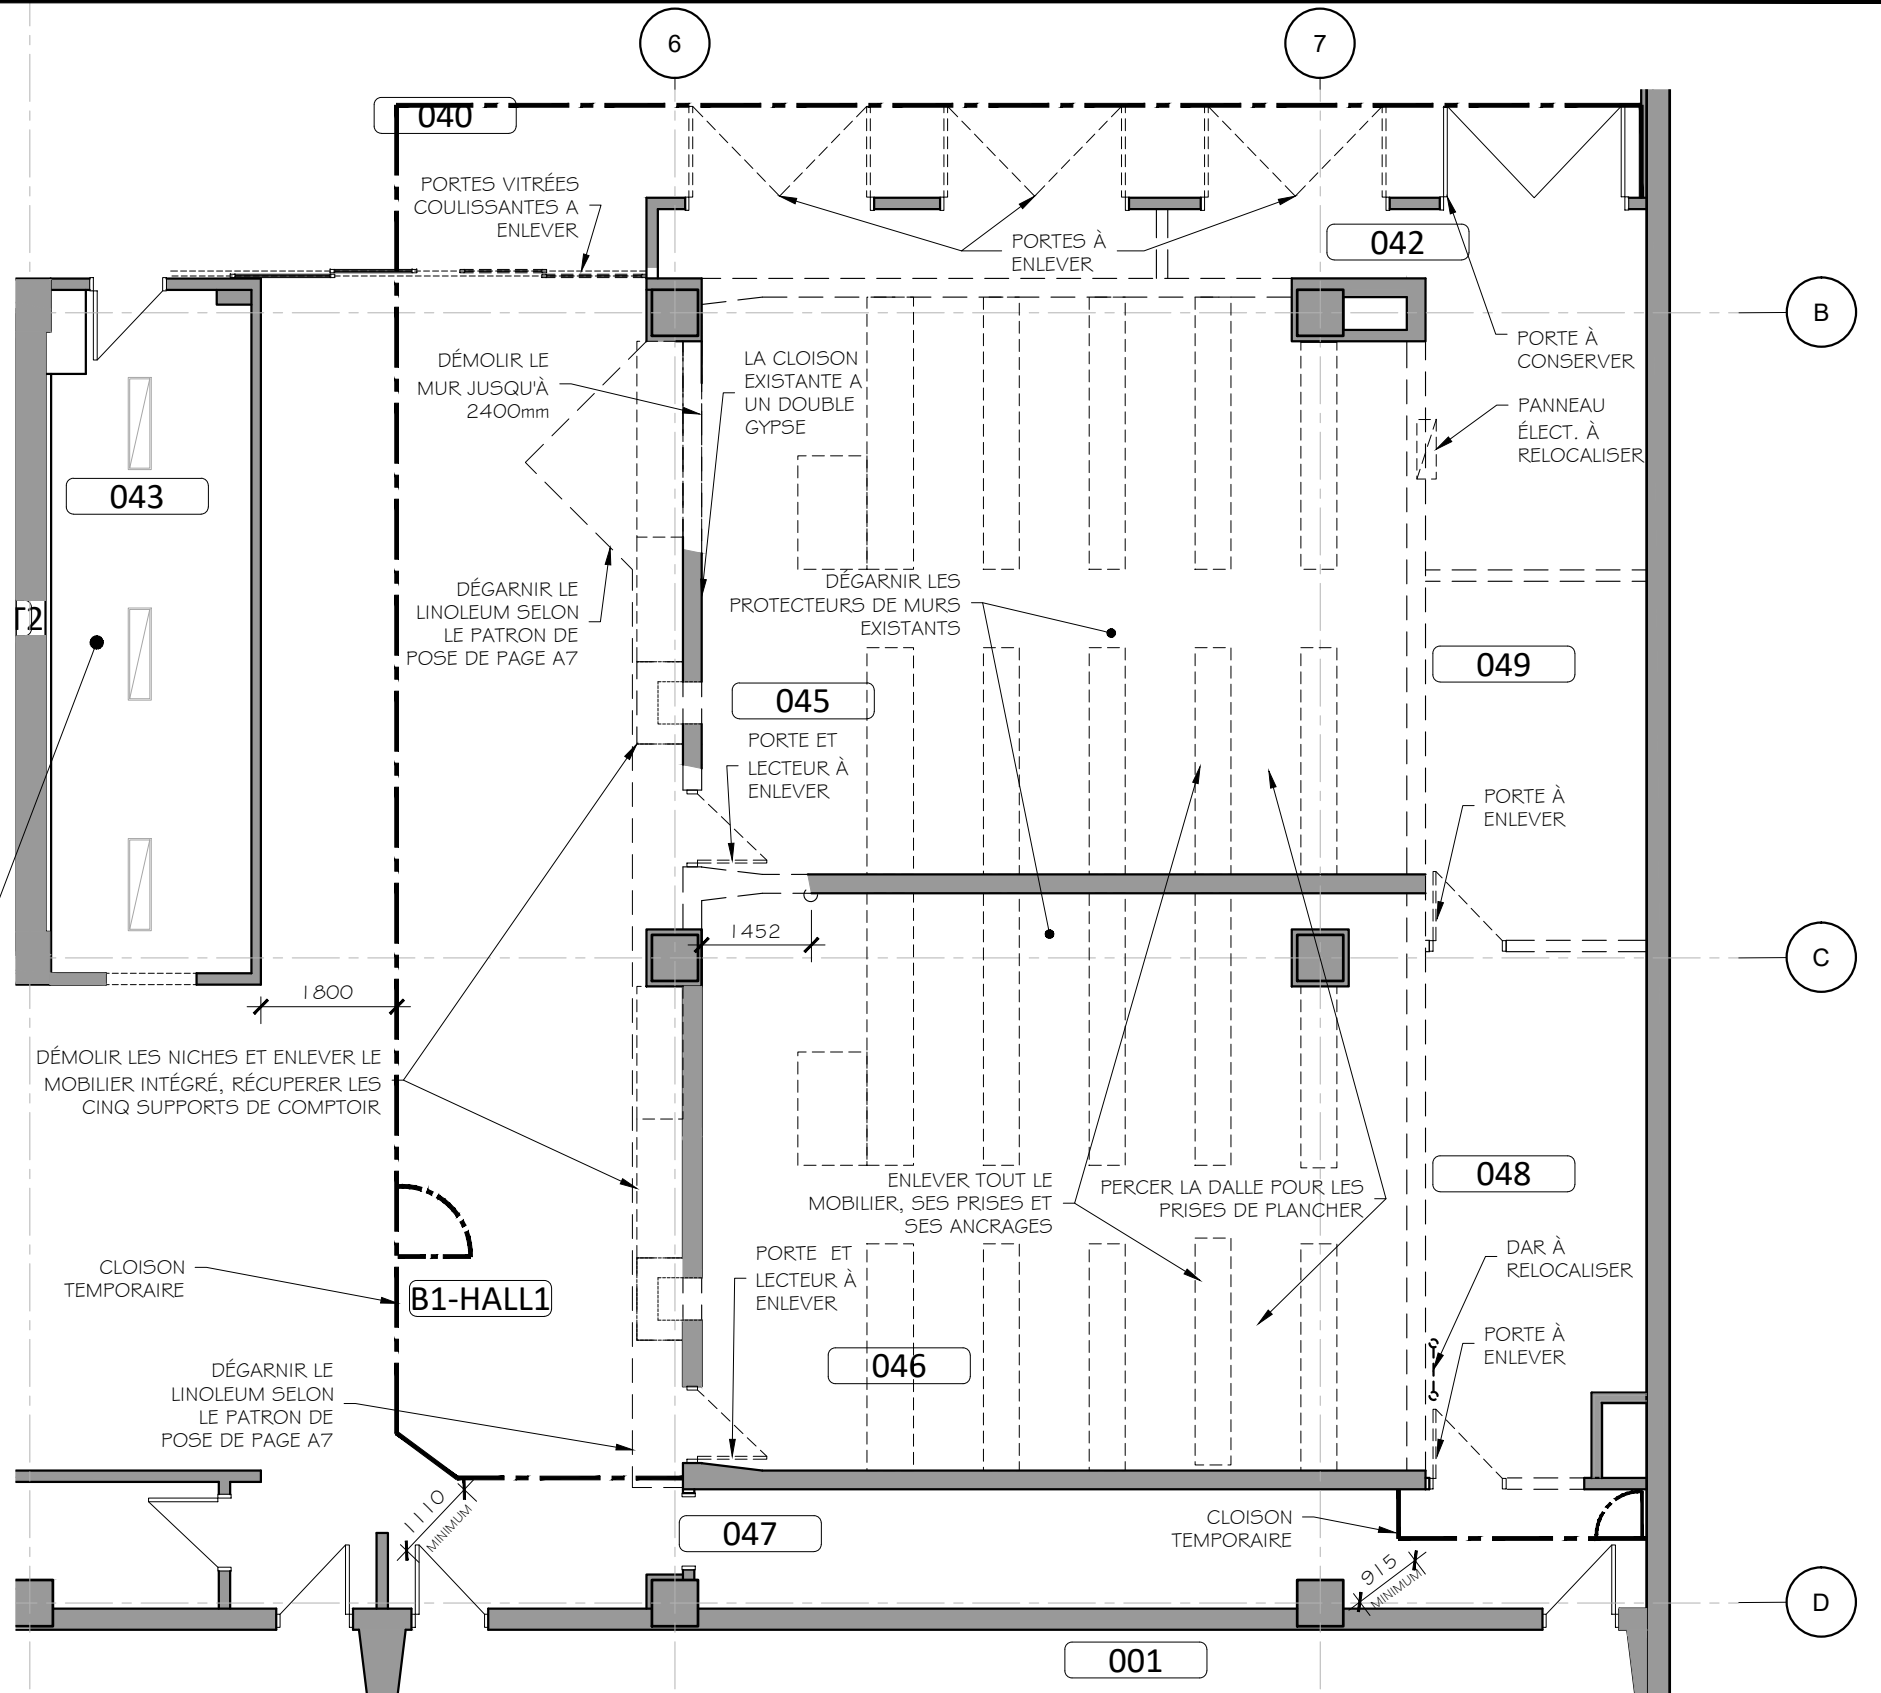 6
7
040
PORTES VITRÉES
COULISSANTES A
ENLEVER
PORTES À
ENLEVER
042
B
PORTE À
CONSERVER
DÉMOLIR LE
MUR JUSQU'À
2400mm
LA CLOISON
EXISTANTE A
UN DOUBLE
GYPSE
PANNEAU
ÉLECT. À
RELOCALISER
043
DÉGARNIR LE
LINOLEUM SELON
LE PATRON DE
POSE DE PAGE A7
DÉGARNIR LES
PROTECTEURS DE MURS
EXISTANTS
T2
049
045
PORTE ET
LECTEUR À
ENLEVER
PORTE À
ENLEVER
1452
C
1800
DÉMOLIR LES NICHES ET ENLEVER LE
MOBILIER INTÉGRÉ, RÉCUPERER LES
CINQ SUPPORTS DE COMPTOIR
ENLEVER TOUT LE
MOBILIER, SES PRISES ET
SES ANCRAGES
PERCER LA DALLE POUR LES
PRISES DE PLANCHER
048
CLOISON
TEMPORAIRE
B1-HALL1
PORTE ET
LECTEUR À
ENLEVER
DAR À
RELOCALISER
PORTE À
ENLEVER
046
DÉGARNIR LE
LINOLEUM SELON
LE PATRON DE
POSE DE PAGE A7
1110
MINIMUM
047
CLOISON
TEMPORAIRE
915
MINIMUM
D
001